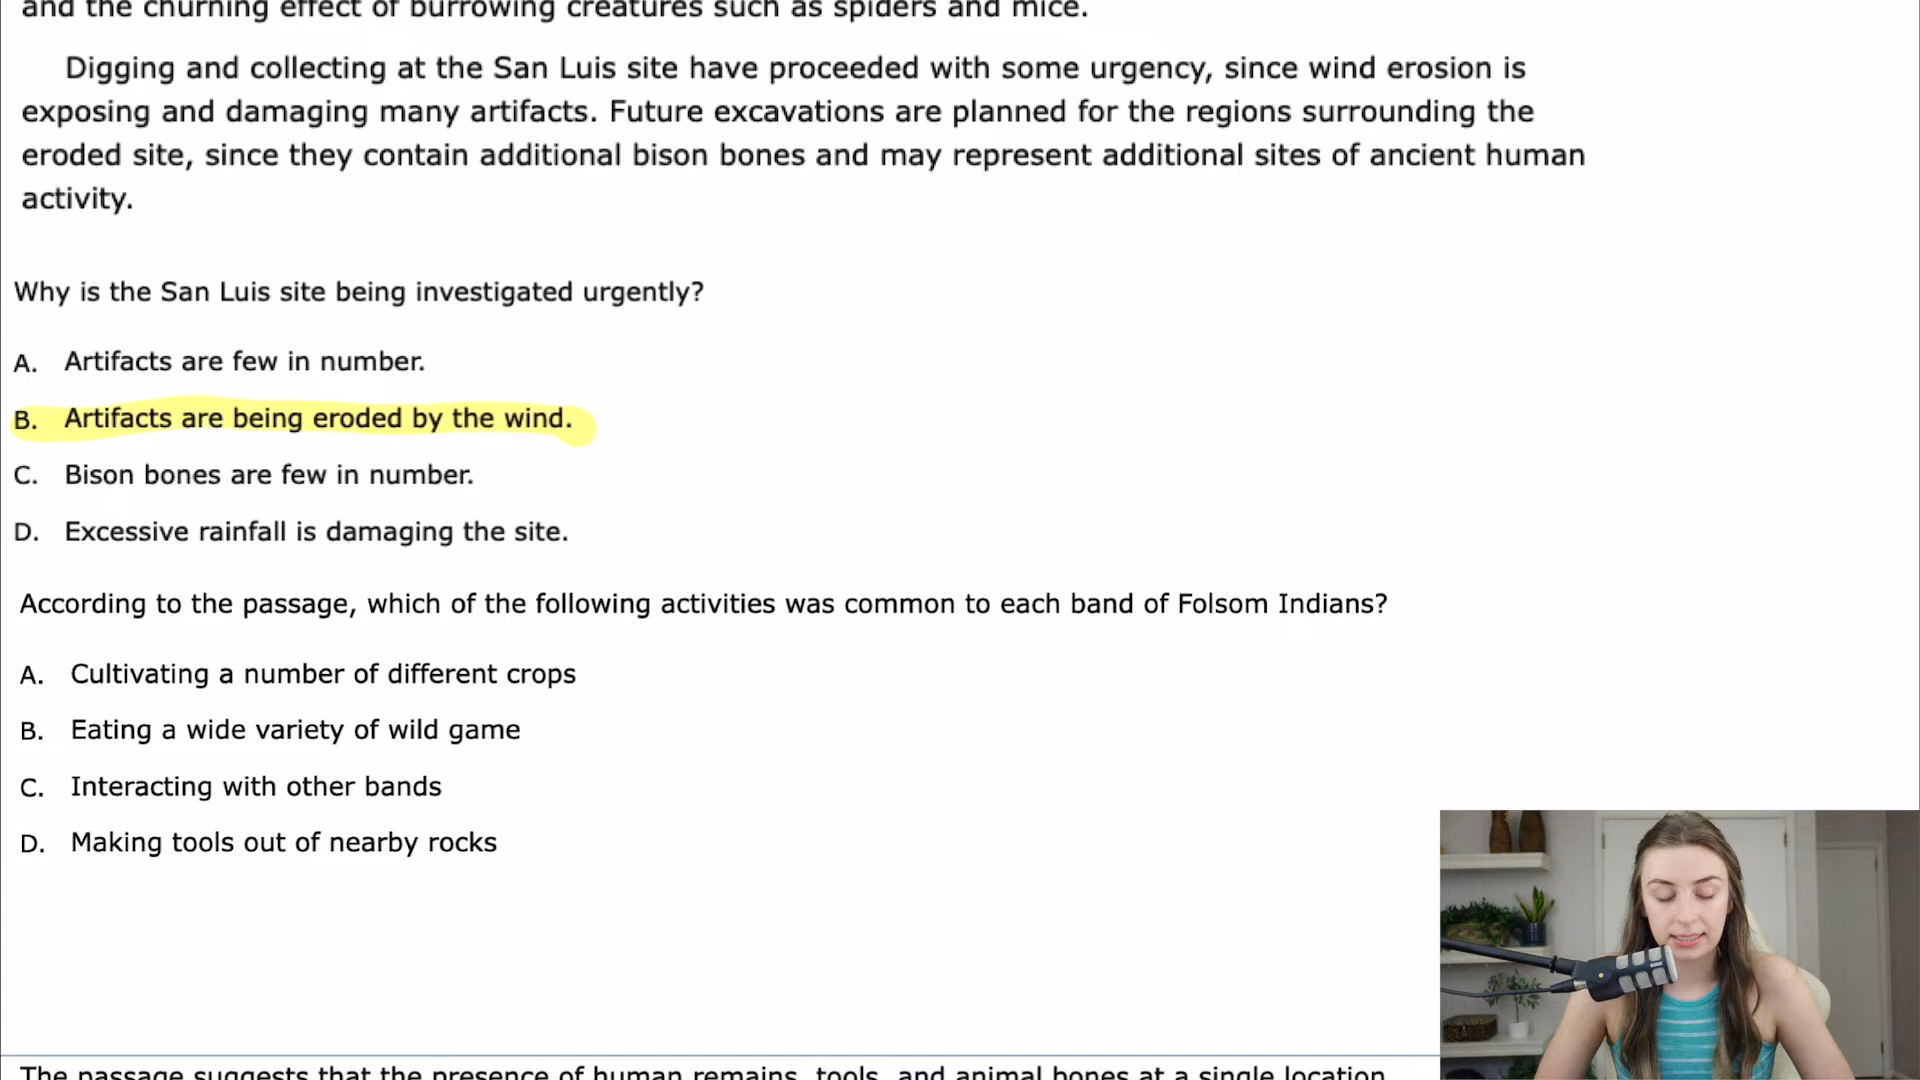 and the churning effect of burrowing creatures such as spiders and mice.
Digging and collecting at the San Luis site have proceeded with some urgency, since wind erosion is
exposing and damaging many artifacts. Future excavations are planned for the regions surrounding the
eroded site, since they contain additional bison bones and may represent additional sites of ancient human
activity.
Why is the San Luis site being investigated urgently?
A. Artifacts are few in number.
B. Artifacts are being eroded by the wind.
C. Bison bones are few in number.
D. Excessive rainfall is damaging the site.
According to the passage, which of the following activities was common to each band of Folsom Indians?
A. Cultivating a number of different crops
B. Eating a wide variety of wild game
C. Interacting with other bands
D. Making tools out of nearby rocks
The passage suggests that the presence of human remains, tools, and animal bones at a single location